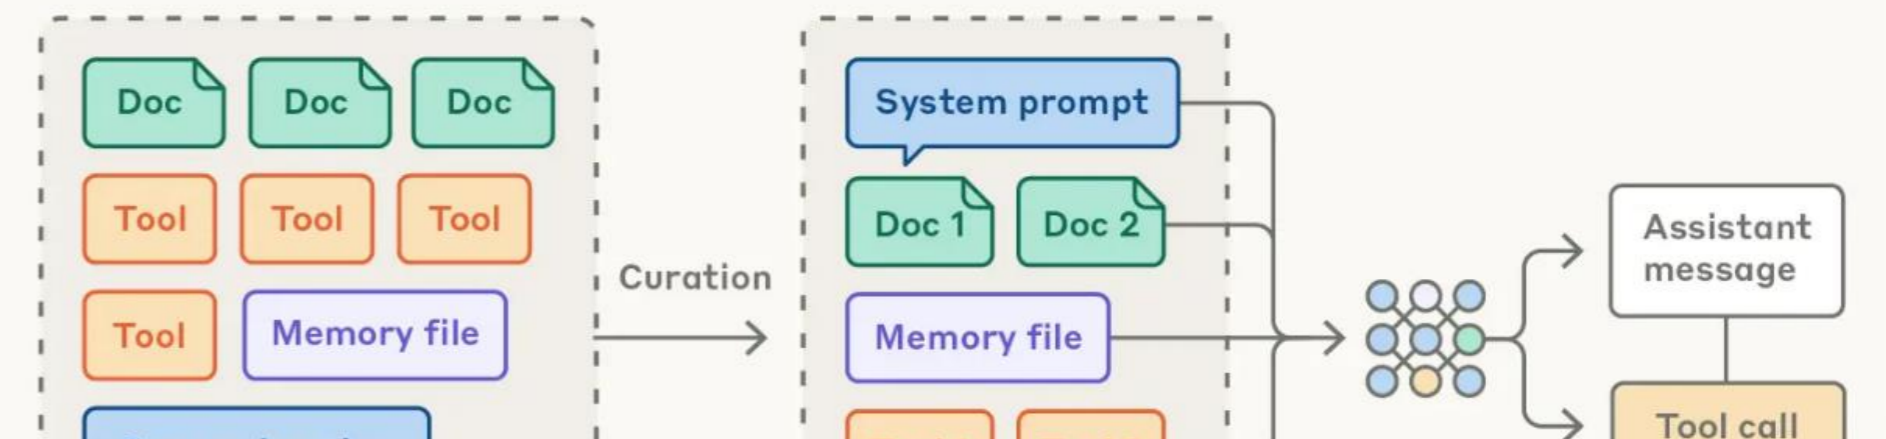 Doc Doc Doc
Tool Tool Tool
Tool Memory file
Curation
System prompt
Doc 1 Doc 2
Memory file
Assistant
message
Tool call